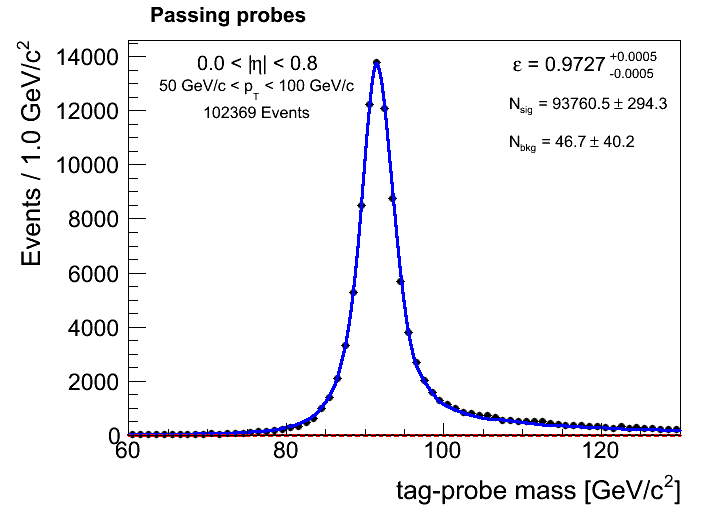 Passing probes
Events / 1.0 GeV/c²
14000
12000
10000
8000
6000
4000
2000
0
0.0 < |η| < 0.8
50 GeV/c < p_T < 100 GeV/c
102369 Events
ε = 0.9727 +0.0005 -0.0005
N_sig = 93760.5 ± 294.3
N_bkg = 46.7 ± 40.2
60 80 100 120
tag-probe mass [GeV/c²]